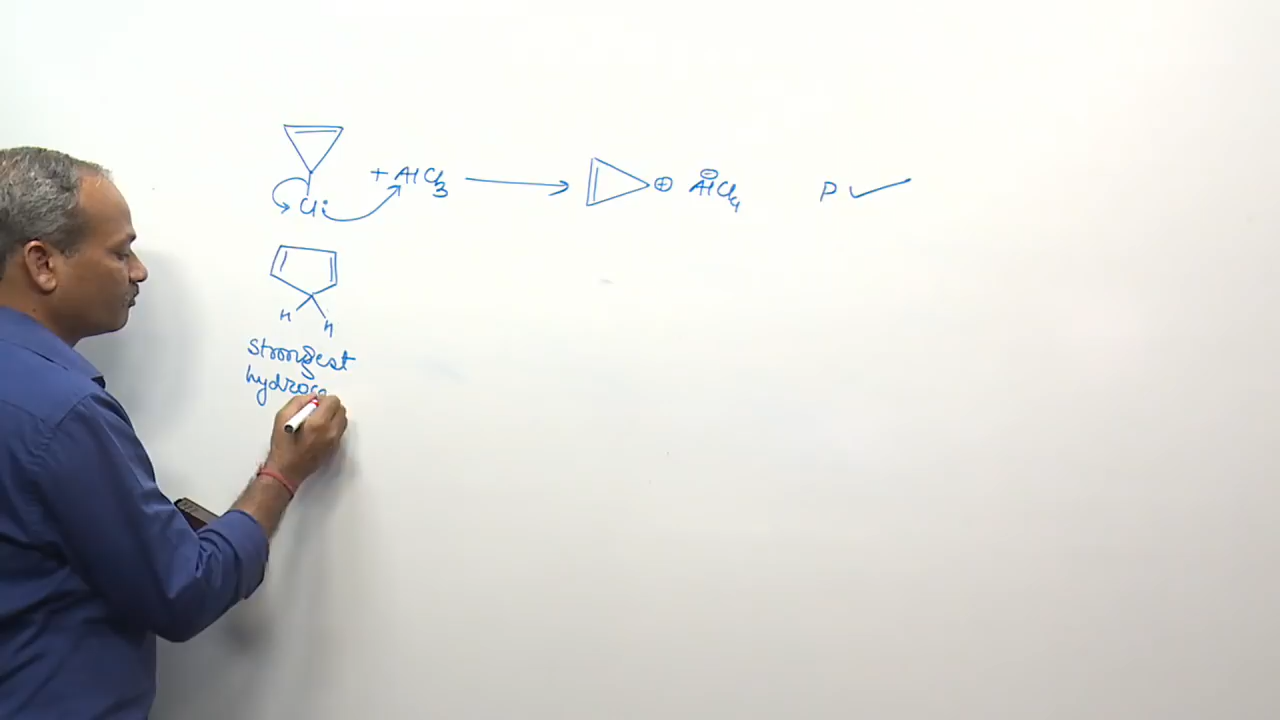 Cl + AlCl3 ⟶ ⊕ AlCl4⊖ P ✓
H H
strongest
hydroc